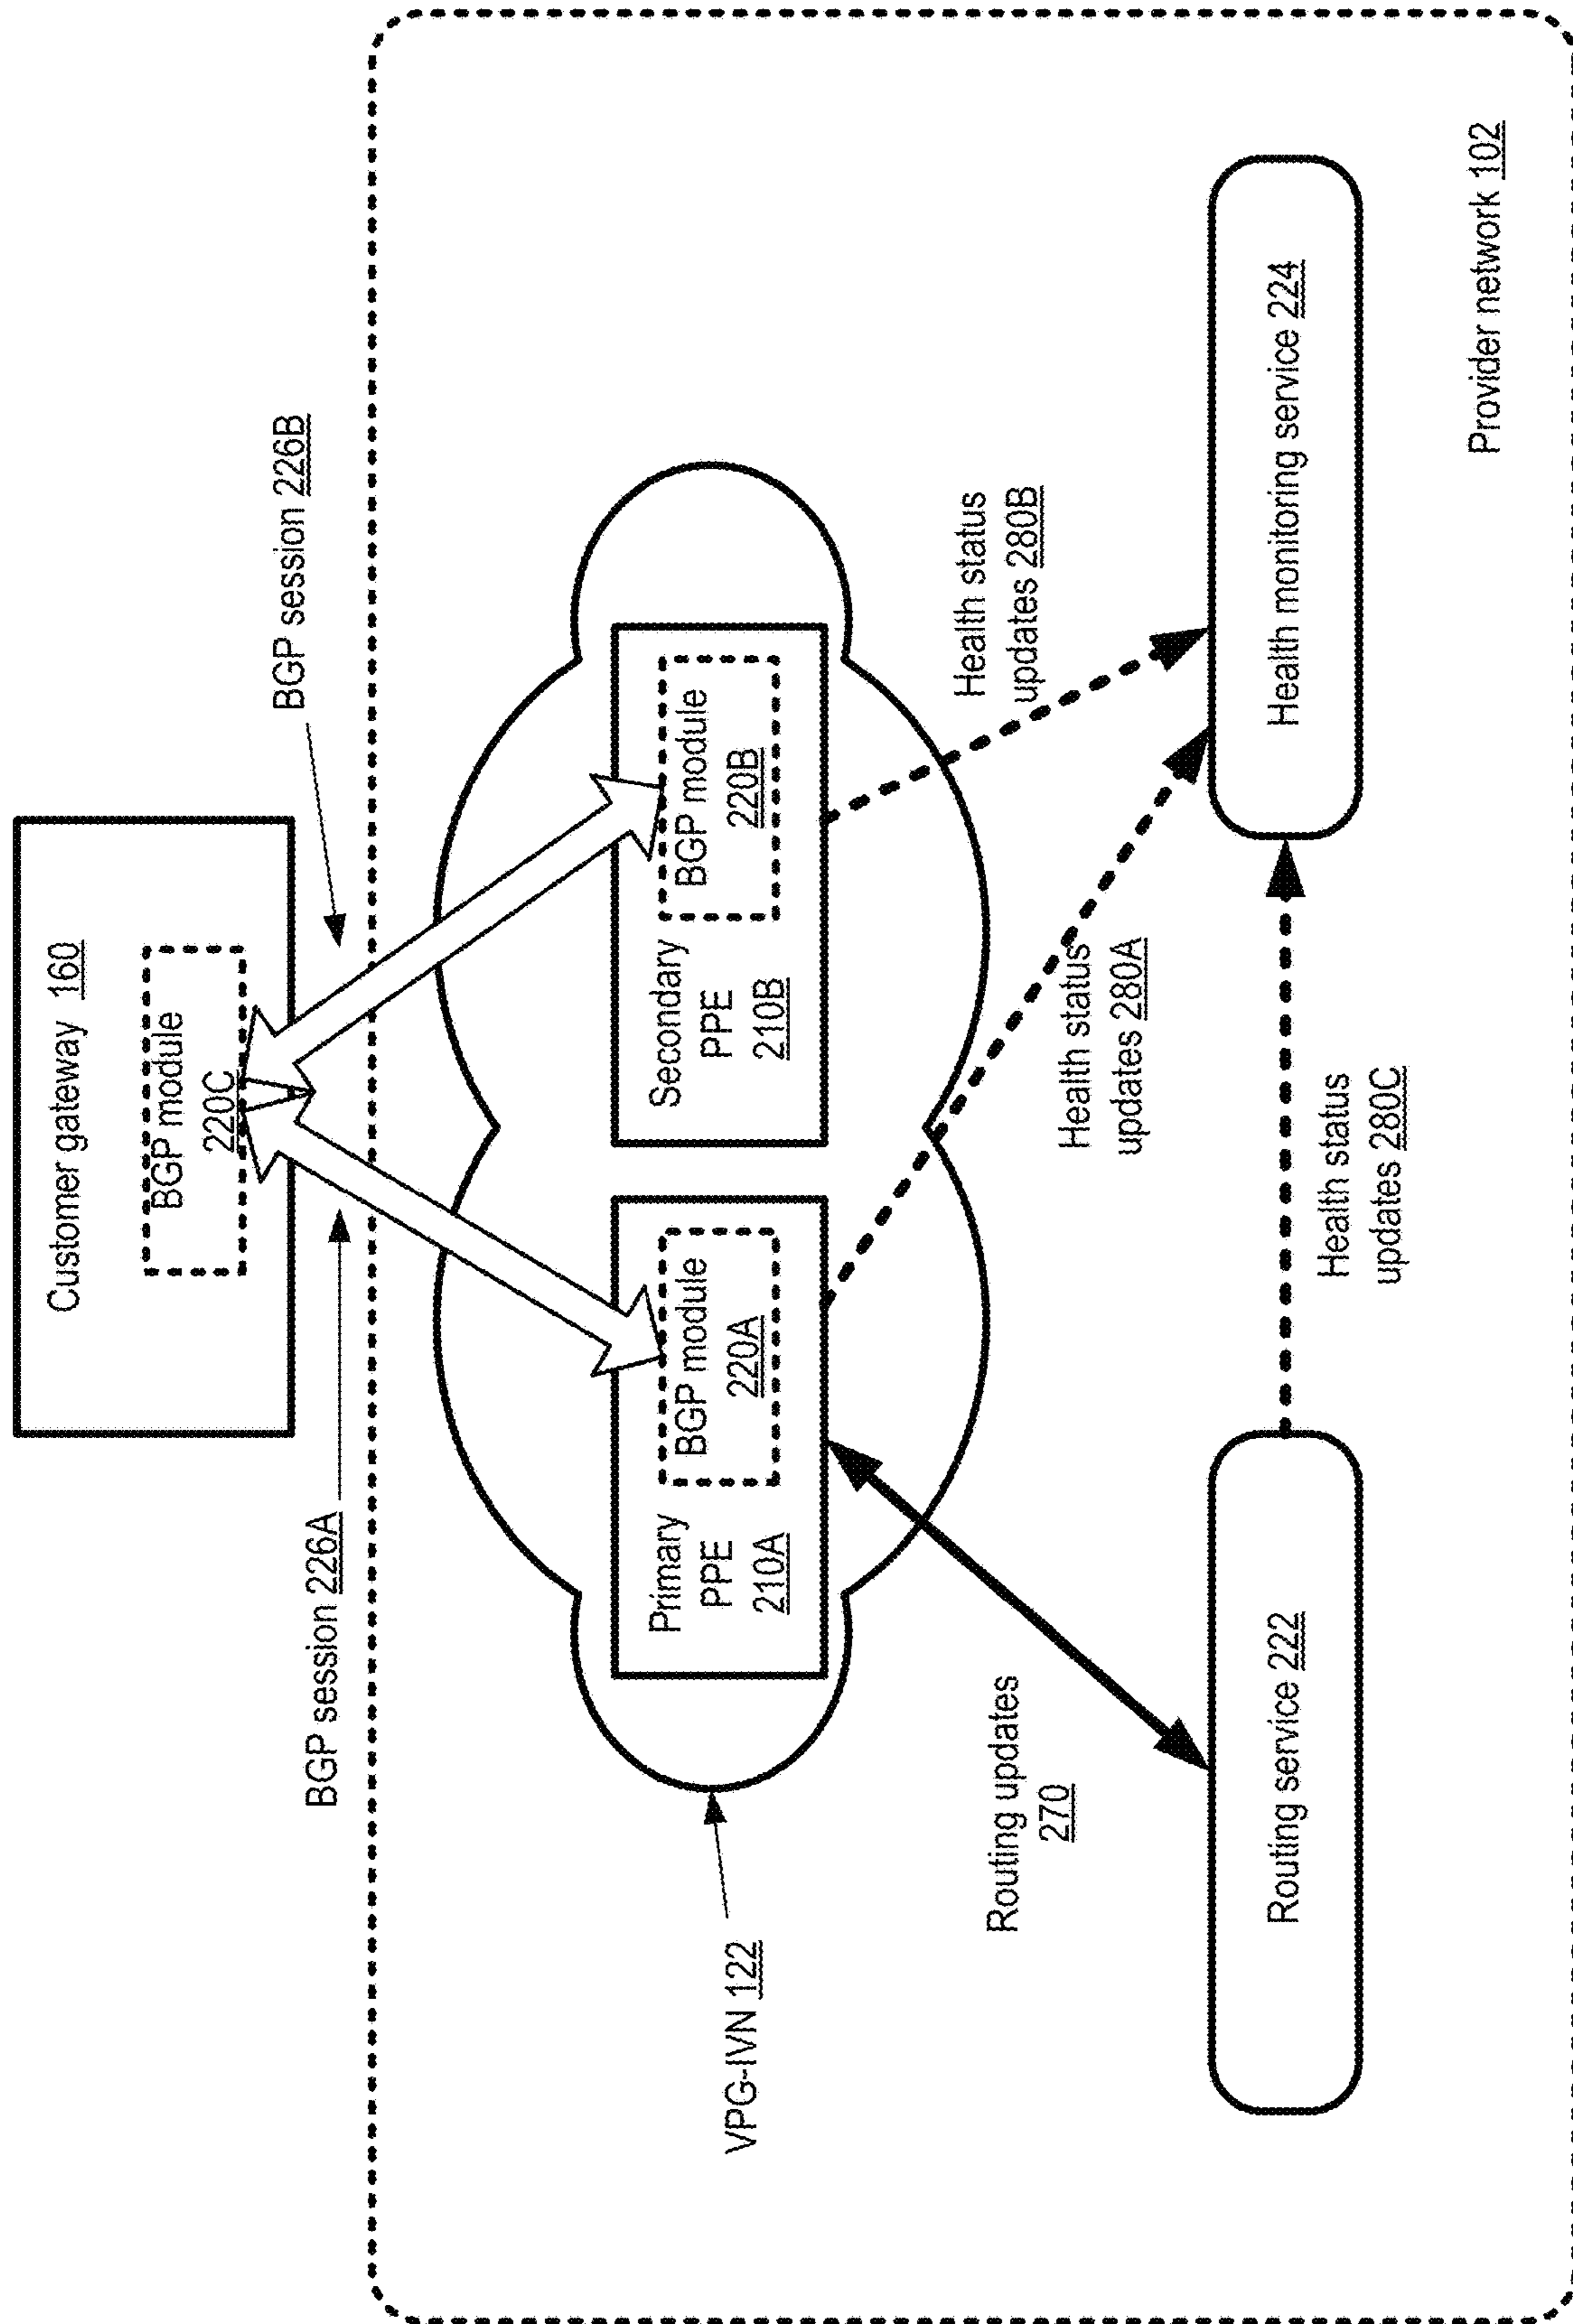 Customer gateway 160
BGP module
220C
BGP session 226A
BGP session 226B
VPG-IVN 122
Primary
PPE
210A
BGP module
220A
Secondary
PPE
210B
BGP module
220B
Routing updates
270
Health status
updates 280A
Health status
updates 280B
Routing service 222
Health status
updates 280C
Health monitoring service 224
Provider network 102